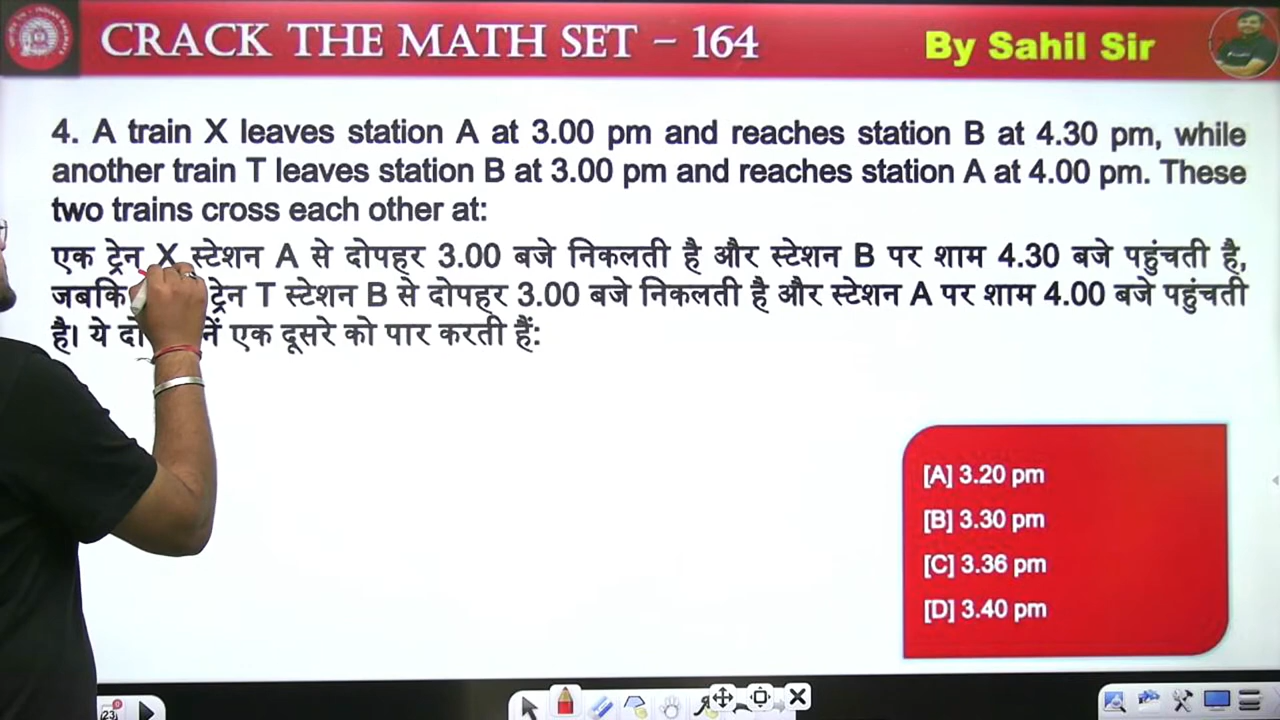 CRACK THE MATH SET – 164
By Sahil Sir
4. A train X leaves station A at 3.00 pm and reaches station B at 4.30 pm, while
another train T leaves station B at 3.00 pm and reaches station A at 4.00 pm. These
two trains cross each other at:
एक ट्रेन X स्टेशन A से दोपहर 3.00 बजे निकलती है और स्टेशन B पर शाम 4.30 बजे पहुंचती है,
जबकि ट्रेन T स्टेशन B से दोपहर 3.00 बजे निकलती है और स्टेशन A पर शाम 4.00 बजे पहुंचती
है। ये एक दूसरे को पार करती हैं:
[A] 3.20 pm
[B] 3.30 pm
[C] 3.36 pm
[D] 3.40 pm